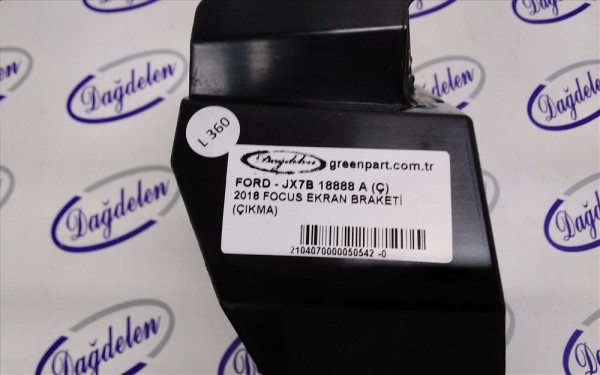 Dağdelen
Dağdelen
Dağdelen
Dağdelen
Dağdelen
L 360
Dağdelen greenpart.com.tr
FORD - JX7B 18888 A (Ç)
2018 FOCUS EKRAN BRAKETİ
(ÇIKMA)
2104070000050542 -0
Dağdelen
Dağdelen